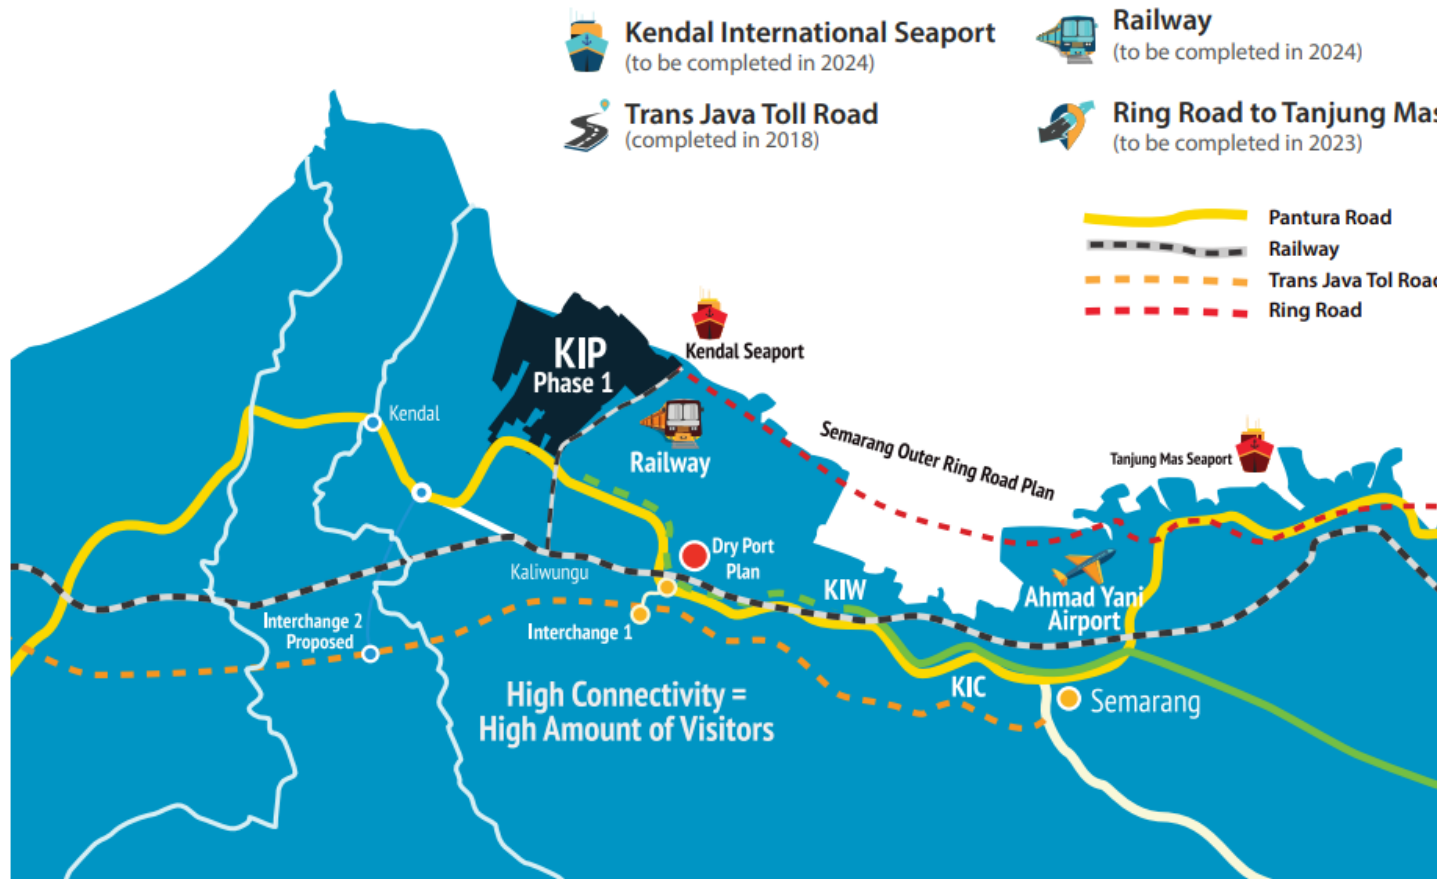 Kendal International Seaport
(to be completed in 2024)
Railway
(to be completed in 2024)
Trans Java Toll Road
(completed in 2018)
Ring Road to Tanjung Mas
(to be completed in 2023)
Pantura Road
Railway
Trans Java Tol Road
Ring Road
KIP
Phase 1
Kendal Seaport
Kendal
Railway
Semarang Outer Ring Road Plan
Tanjung Mas Seaport
Dry Port
Plan
Kaliwungu
KIW
Ahmad Yani
Airport
Interchange 2
Proposed
Interchange 1
KIC
Semarang
High Connectivity =
High Amount of Visitors